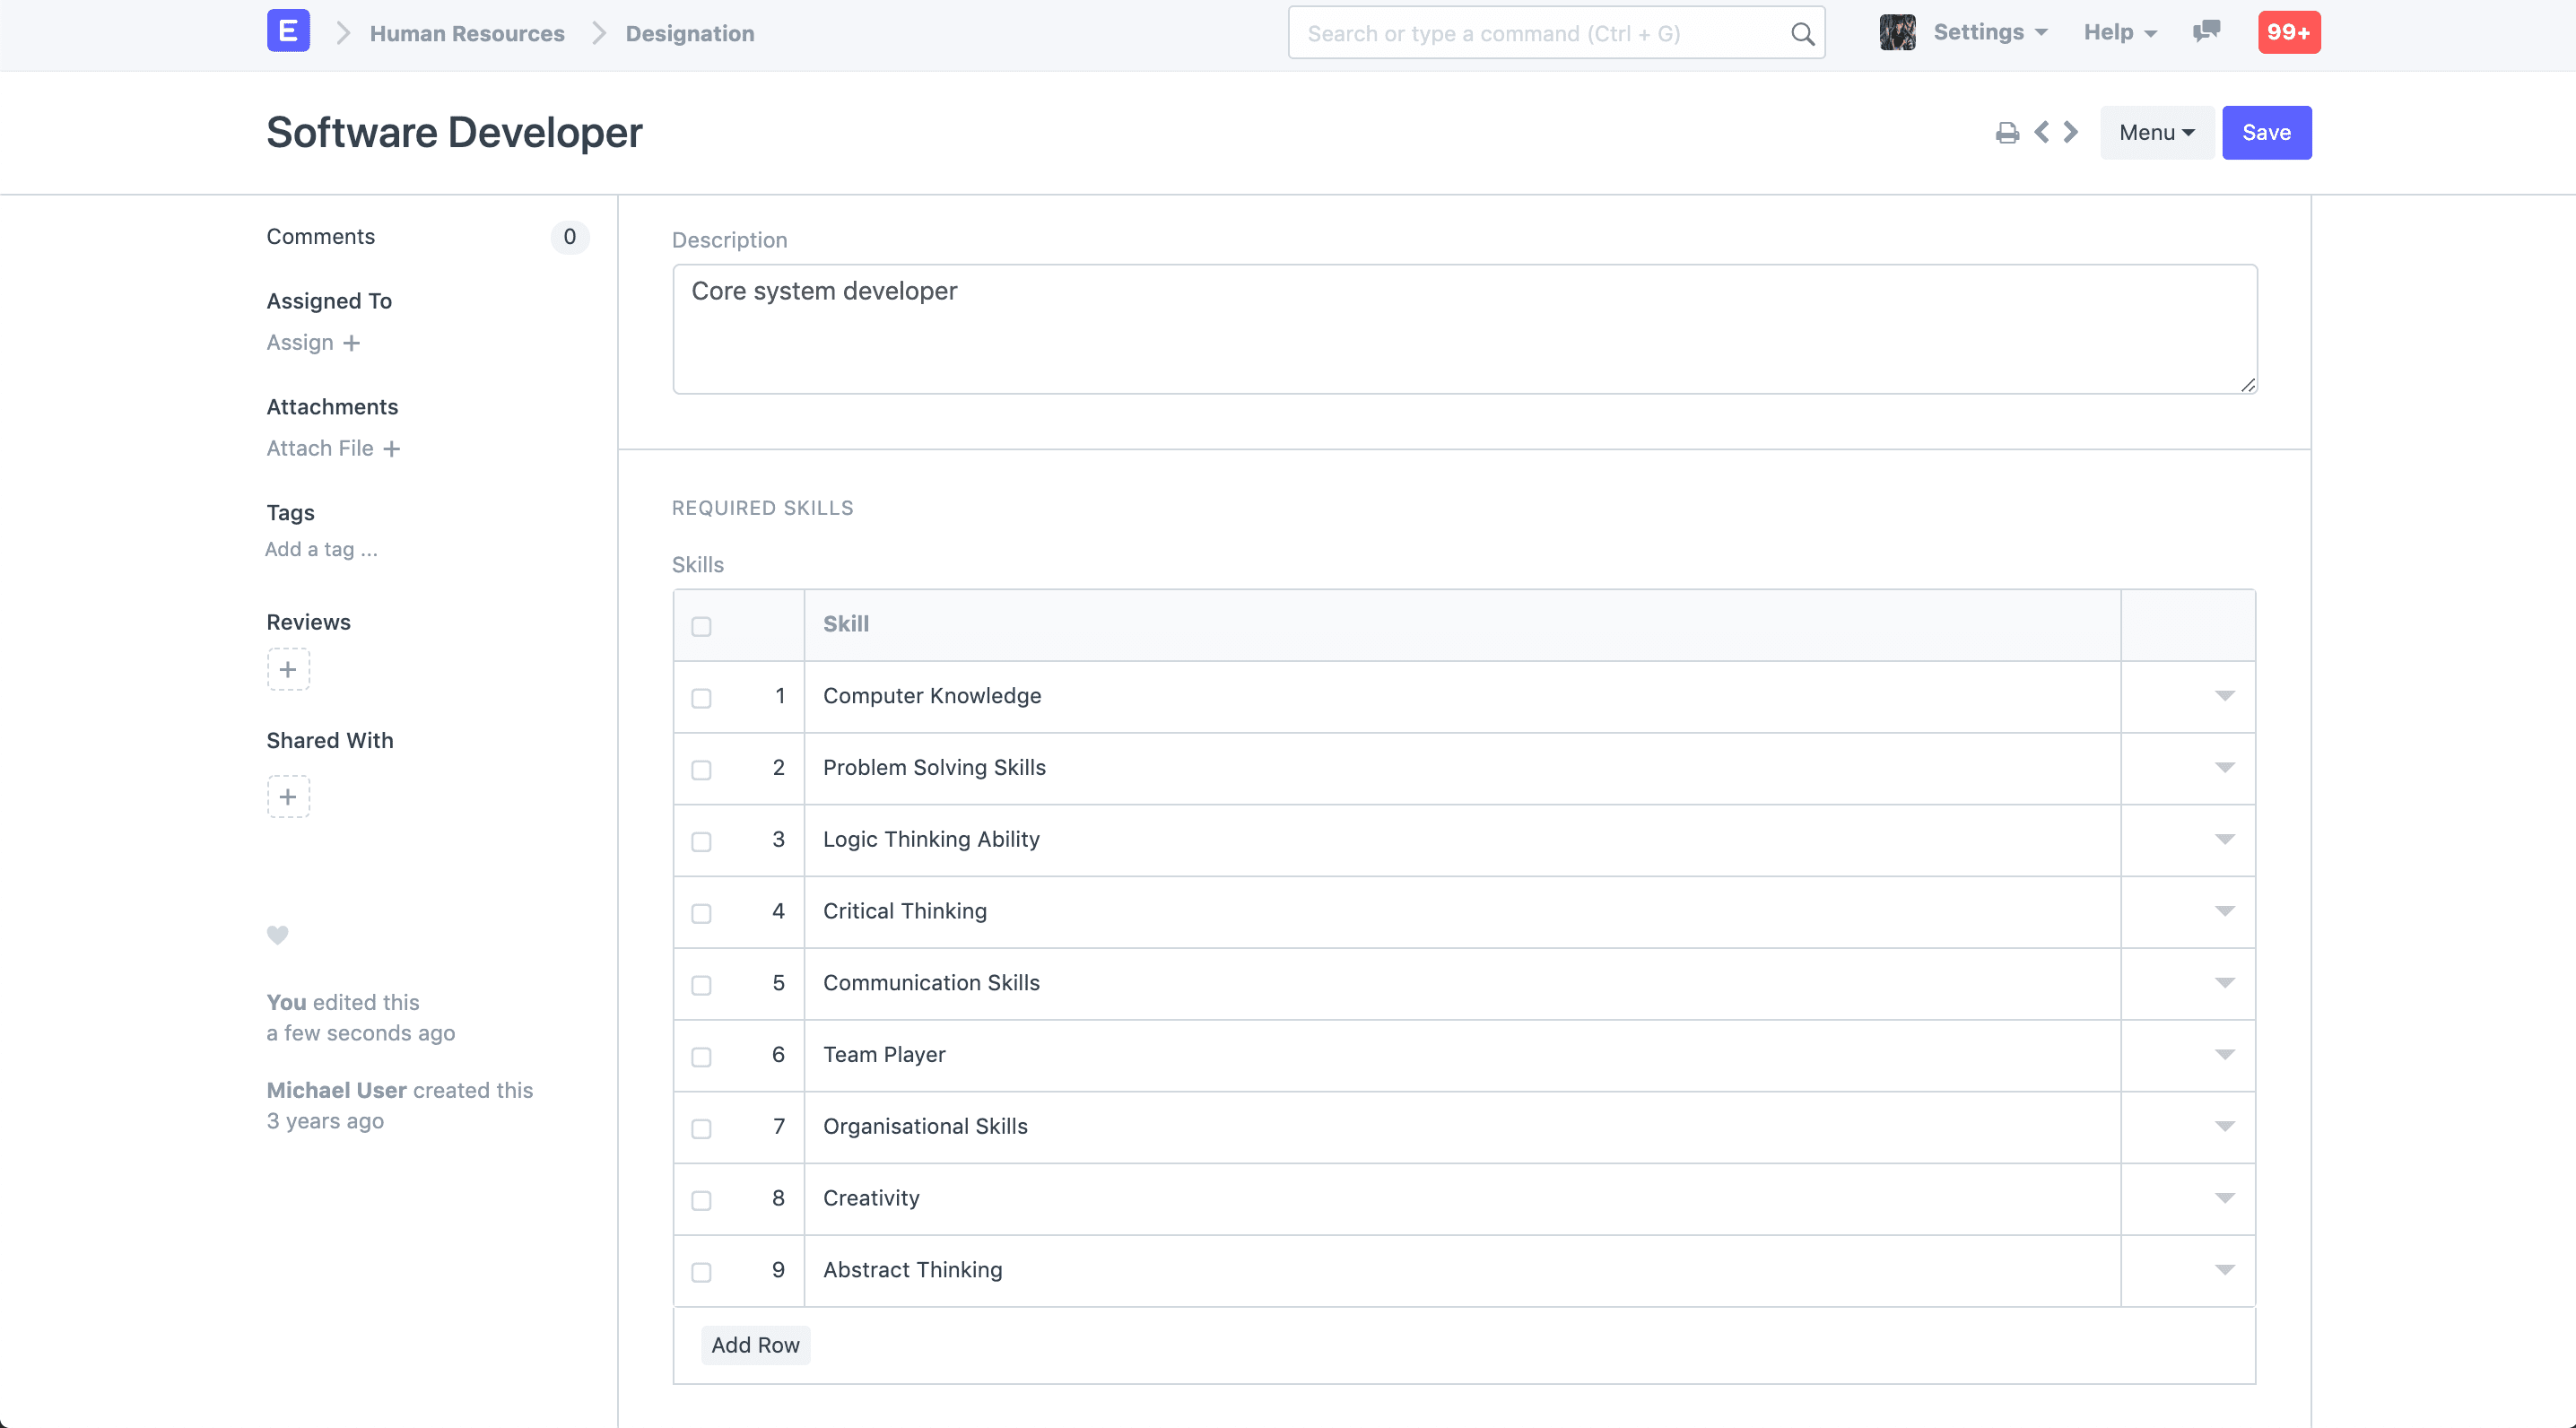 E
Human Resources
Designation
Search or type a command (Ctrl + G)
Settings
Help
99+
Software Developer
Menu
Save
Comments
0
Assigned To
Assign +
Attachments
Attach File +
Tags
Add a tag ...
Reviews
+
Shared With
+
You edited this
a few seconds ago
Michael User created this
3 years ago
Description
Core system developer
REQUIRED SKILLS
Skills
Skill
1 Computer Knowledge
2 Problem Solving Skills
3 Logic Thinking Ability
4 Critical Thinking
5 Communication Skills
6 Team Player
7 Organisational Skills
8 Creativity
9 Abstract Thinking
Add Row